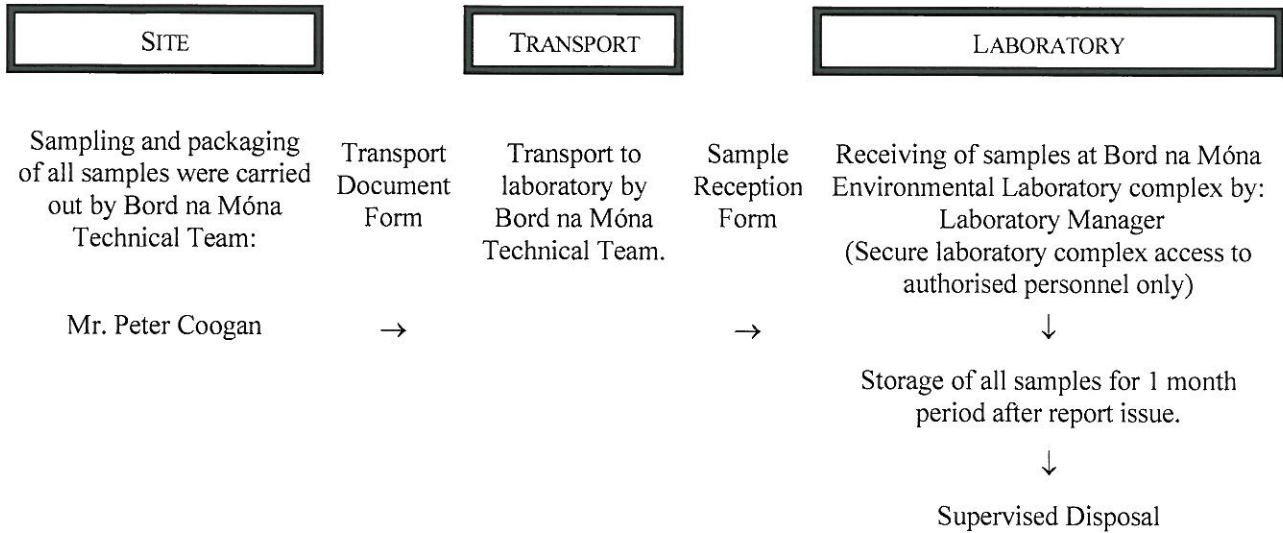 SITE
TRANSPORT
LABORATORY
Sampling and packaging
of all samples were carried
out by Bord na Móna
Technical Team:
Mr. Peter Coogan
Transport
Document
Form
→
Transport to
laboratory by
Bord na Móna
Technical Team.
Sample
Reception
Form
→
Receiving of samples at Bord na Móna
Environmental Laboratory complex by:
Laboratory Manager
(Secure laboratory complex access to
authorised personnel only)
↓
Storage of all samples for 1 month
period after report issue.
↓
Supervised Disposal